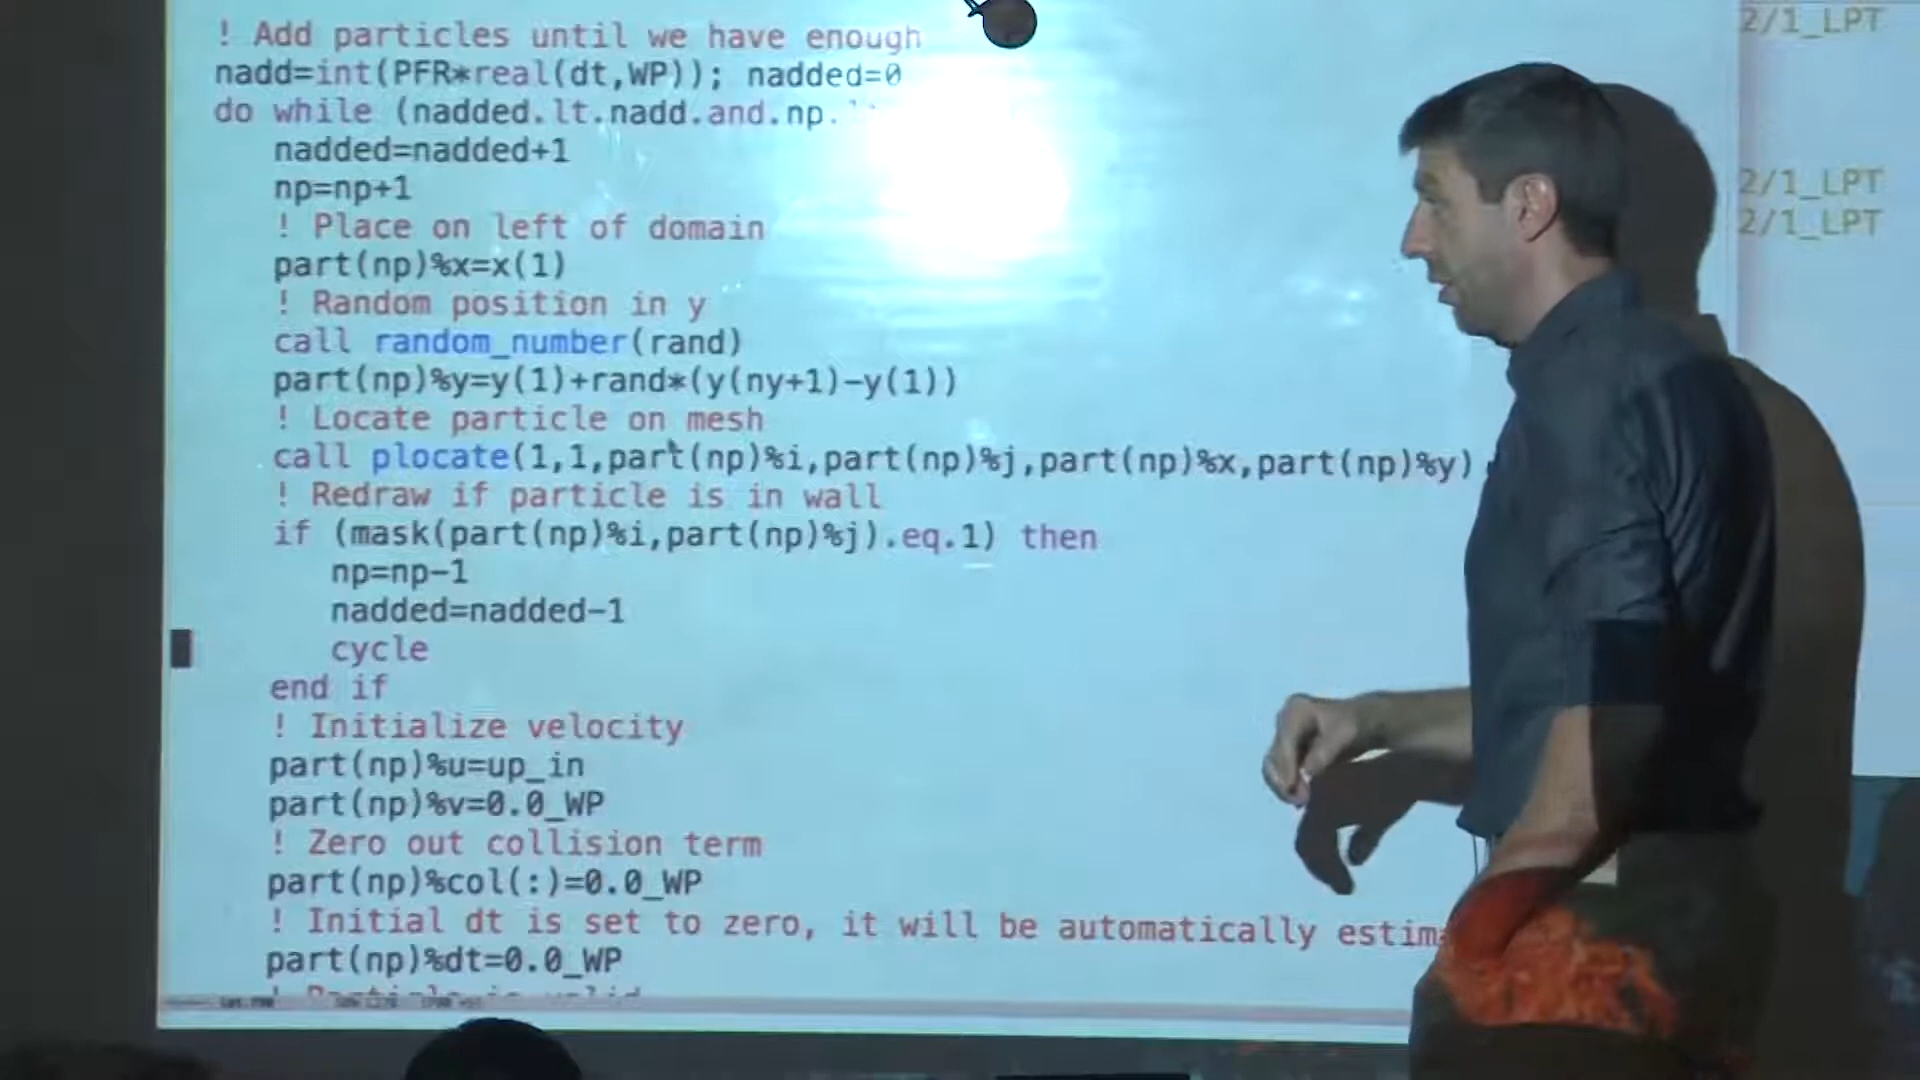 ! Add particles until we have enough
nadd=int(PFR*real(dt,WP)); nadded=0
do while (nadded.lt.nadd.and.np.
nadded=nadded+1
np=np+1
! Place on left of domain
part(np)%x=x(1)
! Random position in y
call random_number(rand)
part(np)%y=y(1)+rand*(y(ny+1)-y(1))
! Locate particle on mesh
call plocate(1,1,part(np)%i,part(np)%j,part(np)%x,part(np)%y)
! Redraw if particle is in wall
if (mask(part(np)%i,part(np)%j).eq.1) then
np=np-1
nadded=nadded-1
cycle
end if
! Initialize velocity
part(np)%u=up_in
part(np)%v=0.0_WP
! Zero out collision term
part(np)%col(:)=0.0_WP
! Initial dt is set to zero, it will be automatically estima
part(np)%dt=0.0_WP
2/1_LPT
2/1_LPT
2/1_LPT